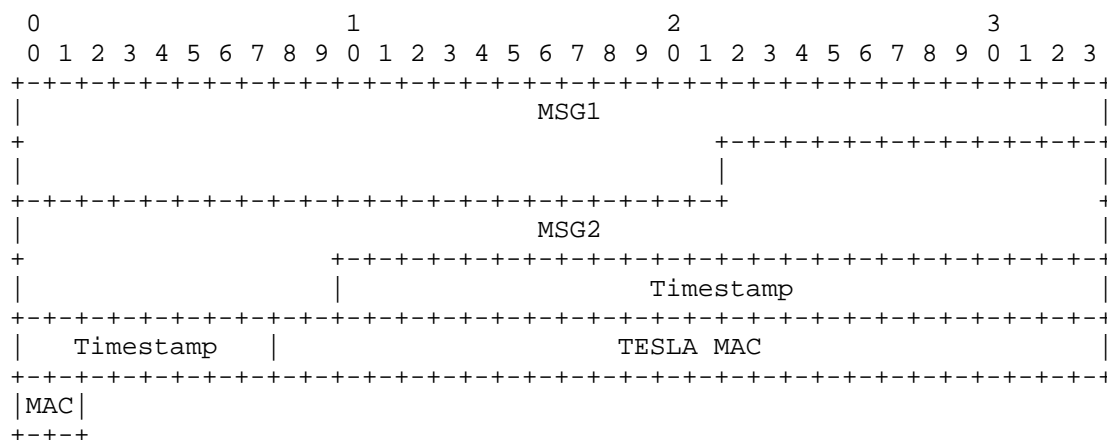 0                   1                   2                   3
 0 1 2 3 4 5 6 7 8 9 0 1 2 3 4 5 6 7 8 9 0 1 2 3 4 5 6 7 8 9 0 1 2 3
+-+-+-+-+-+-+-+-+-+-+-+-+-+-+-+-+-+-+-+-+-+-+-+-+-+-+-+-+-+-+-+-+-+-+
|                                MSG1                               |
+                                           +-+-+-+-+-+-+-+-+-+-+-+-+
|                                           |                       |
+-+-+-+-+-+-+-+-+-+-+-+-+-+-+-+-+-+-+-+-+-+-+                       +
|                                MSG2                               |
+                   +-+-+-+-+-+-+-+-+-+-+-+-+-+-+-+-+-+-+-+-+-+-+-+-+
|                   |                   Timestamp                   |
+-+-+-+-+-+-+-+-+-+-+-+-+-+-+-+-+-+-+-+-+-+-+-+-+-+-+-+-+-+-+-+-+-+-+
|   Timestamp   |                     TESLA MAC                     |
+-+-+-+-+-+-+-+-+-+-+-+-+-+-+-+-+-+-+-+-+-+-+-+-+-+-+-+-+-+-+-+-+-+-+
|MAC|
+-+-+